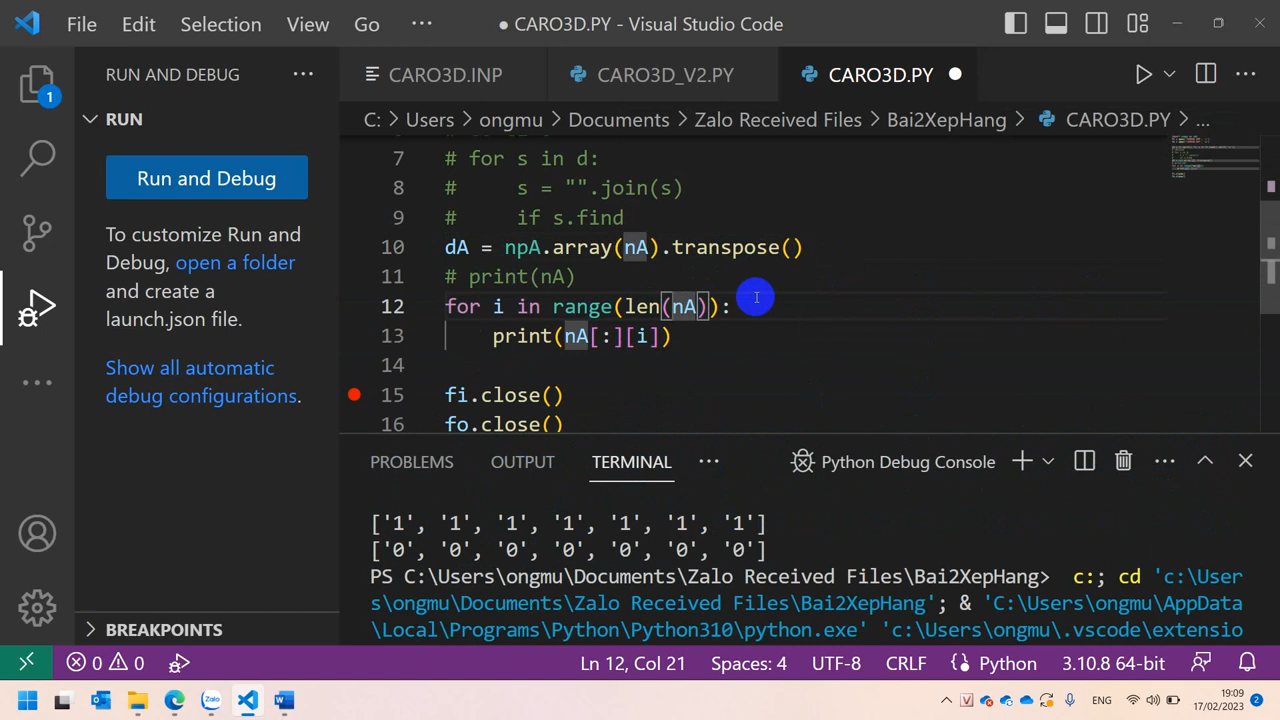 File Edit Selection View Go ··· ● CARO3D.PY - Visual Studio Code
RUN AND DEBUG ···
RUN
Run and Debug
To customize Run and
Debug, open a folder
and create a
launch.json file.
Show all automatic
debug configurations.
BREAKPOINTS
1
CARO3D.INP CARO3D_V2.PY CARO3D.PY ●
C: > Users > ongmu > Documents > Zalo Received Files > Bai2XepHang > CARO3D.PY > ...
7 # for s in d:
8 #     s = "".join(s)
9 #     if s.find
10 dA = npA.array(nA).transpose()
11 # print(nA)
12 for i in range(len(nA)):
13     print(nA[:][i])
14
15 fi.close()
16 fo.close()
PROBLEMS OUTPUT TERMINAL ··· Python Debug Console
['1', '1', '1', '1', '1', '1', '1']
['0', '0', '0', '0', '0', '0', '0']
PS C:\Users\ongmu\Documents\Zalo Received Files\Bai2XepHang>  c:; cd 'c:\User
s\ongmu\Documents\Zalo Received Files\Bai2XepHang'; & 'C:\Users\ongmu\AppData
\Local\Programs\Python\Python310\python.exe' 'c:\Users\ongmu\.vscode\extensio
0 0 Ln 12, Col 21 Spaces: 4 UTF-8 CRLF Python 3.10.8 64-bit
Zalo W V ENG 19:09
17/02/2023 2